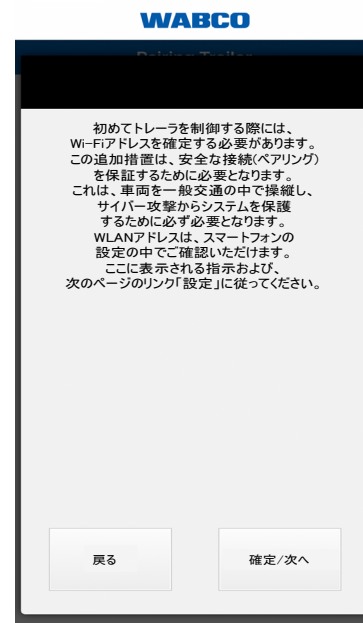 WABCO
Pairing Trailer
初めてトレーラを制御する際には、
Wi-Fiアドレスを確定する必要があります。
この追加措置は、安全な接続(ペアリング)
を保証するために必要となります。
これは、車両を一般交通の中で操縦し、
サイバー攻撃からシステムを保護
するために必ず必要となります。
WLANアドレスは、スマートフォンの
設定の中でご確認いただけます。
ここに表示される指示および、
次のページのリンク「設定」に従ってください。
戻る
確定/次へ